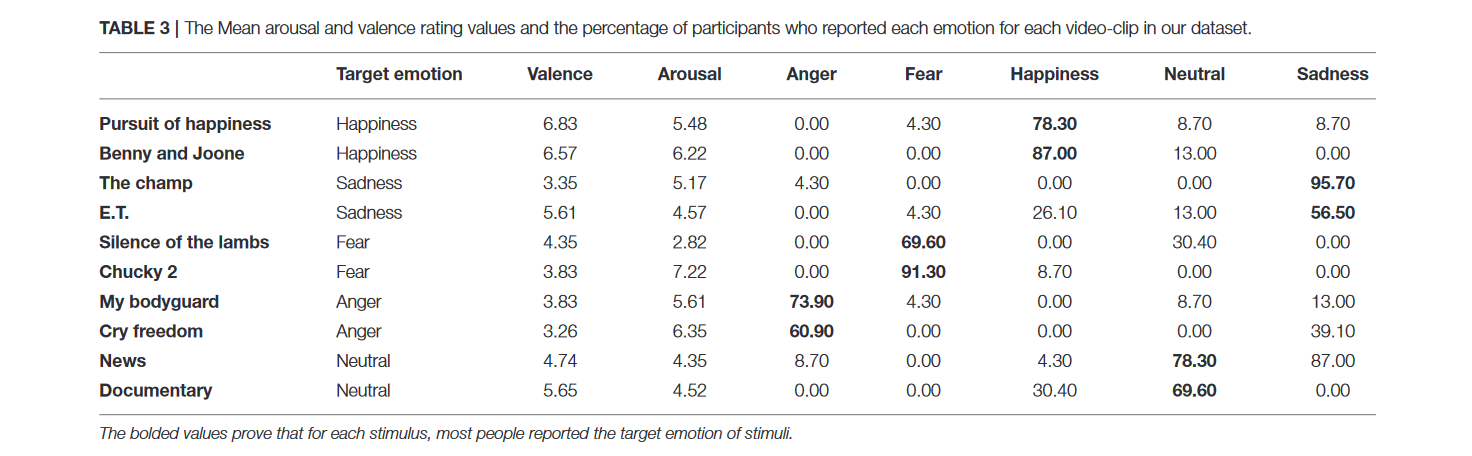 TABLE 3 | The Mean arousal and valence rating values and the percentage of participants who reported each emotion for each video-clip in our dataset.
Target emotion Valence Arousal Anger Fear Happiness Neutral Sadness
Pursuit of happiness Happiness 6.83 5.48 0.00 4.30 78.30 8.70 8.70
Benny and Joone Happiness 6.57 6.22 0.00 0.00 87.00 13.00 0.00
The champ Sadness 3.35 5.17 4.30 0.00 0.00 0.00 95.70
E.T. Sadness 5.61 4.57 0.00 4.30 26.10 13.00 56.50
Silence of the lambs Fear 4.35 2.82 0.00 69.60 0.00 30.40 0.00
Chucky 2 Fear 3.83 7.22 0.00 91.30 8.70 0.00 0.00
My bodyguard Anger 3.83 5.61 73.90 4.30 0.00 8.70 13.00
Cry freedom Anger 3.26 6.35 60.90 0.00 0.00 0.00 39.10
News Neutral 4.74 4.35 8.70 0.00 4.30 78.30 87.00
Documentary Neutral 5.65 4.52 0.00 0.00 30.40 69.60 0.00
The bolded values prove that for each stimulus, most people reported the target emotion of stimuli.